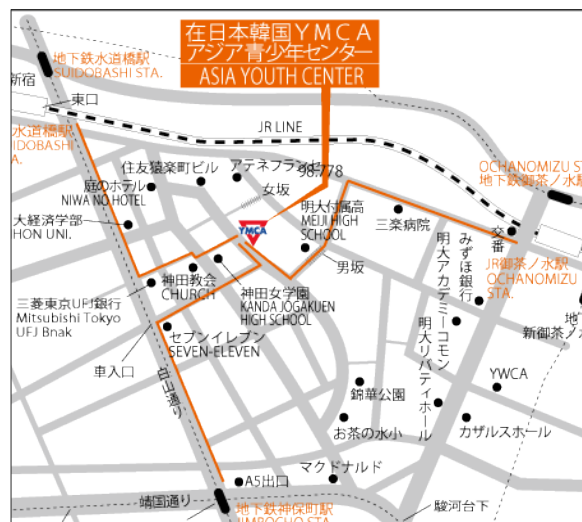 在日本韓国YMCA
アジア青少年センター
ASIA YOUTH CENTER
地下鉄水道橋駅
SUIDOBASHI STA.
新宿
東口
水道橋駅
IDOBASHI
A.
JR LINE
98.778
住友猿楽町ビル
アテネフランセ
庭のホテル
NIWA NO HOTEL
女坂
YMCA
明大付属高
MEIJI HIGH
SCHOOL
三楽病院
OCHANOMIZU STA
地下鉄御茶ノ水駅
交番
JR御茶ノ水駅
OCHANOMIZU
STA.
大経済学部
HON UNI.
男坂
神田教会
CHURCH
神田女学園
KANDA JOGAKUEN
HIGH SCHOOL
みずほ銀行
明大アカデミーコモン
明大リバティホール
三菱東京UFJ銀行
Mitsubishi Tokyo
UFJ Bnak
セブンイレブン
SEVEN-ELEVEN
車入口
白山通り
新御茶ノ水
YWCA
錦華公園
お茶の水小
カザルスホール
マクドナルド
A5出口
靖国通り
地下鉄神保町駅
JIMBOCHO STA.
駿河台下